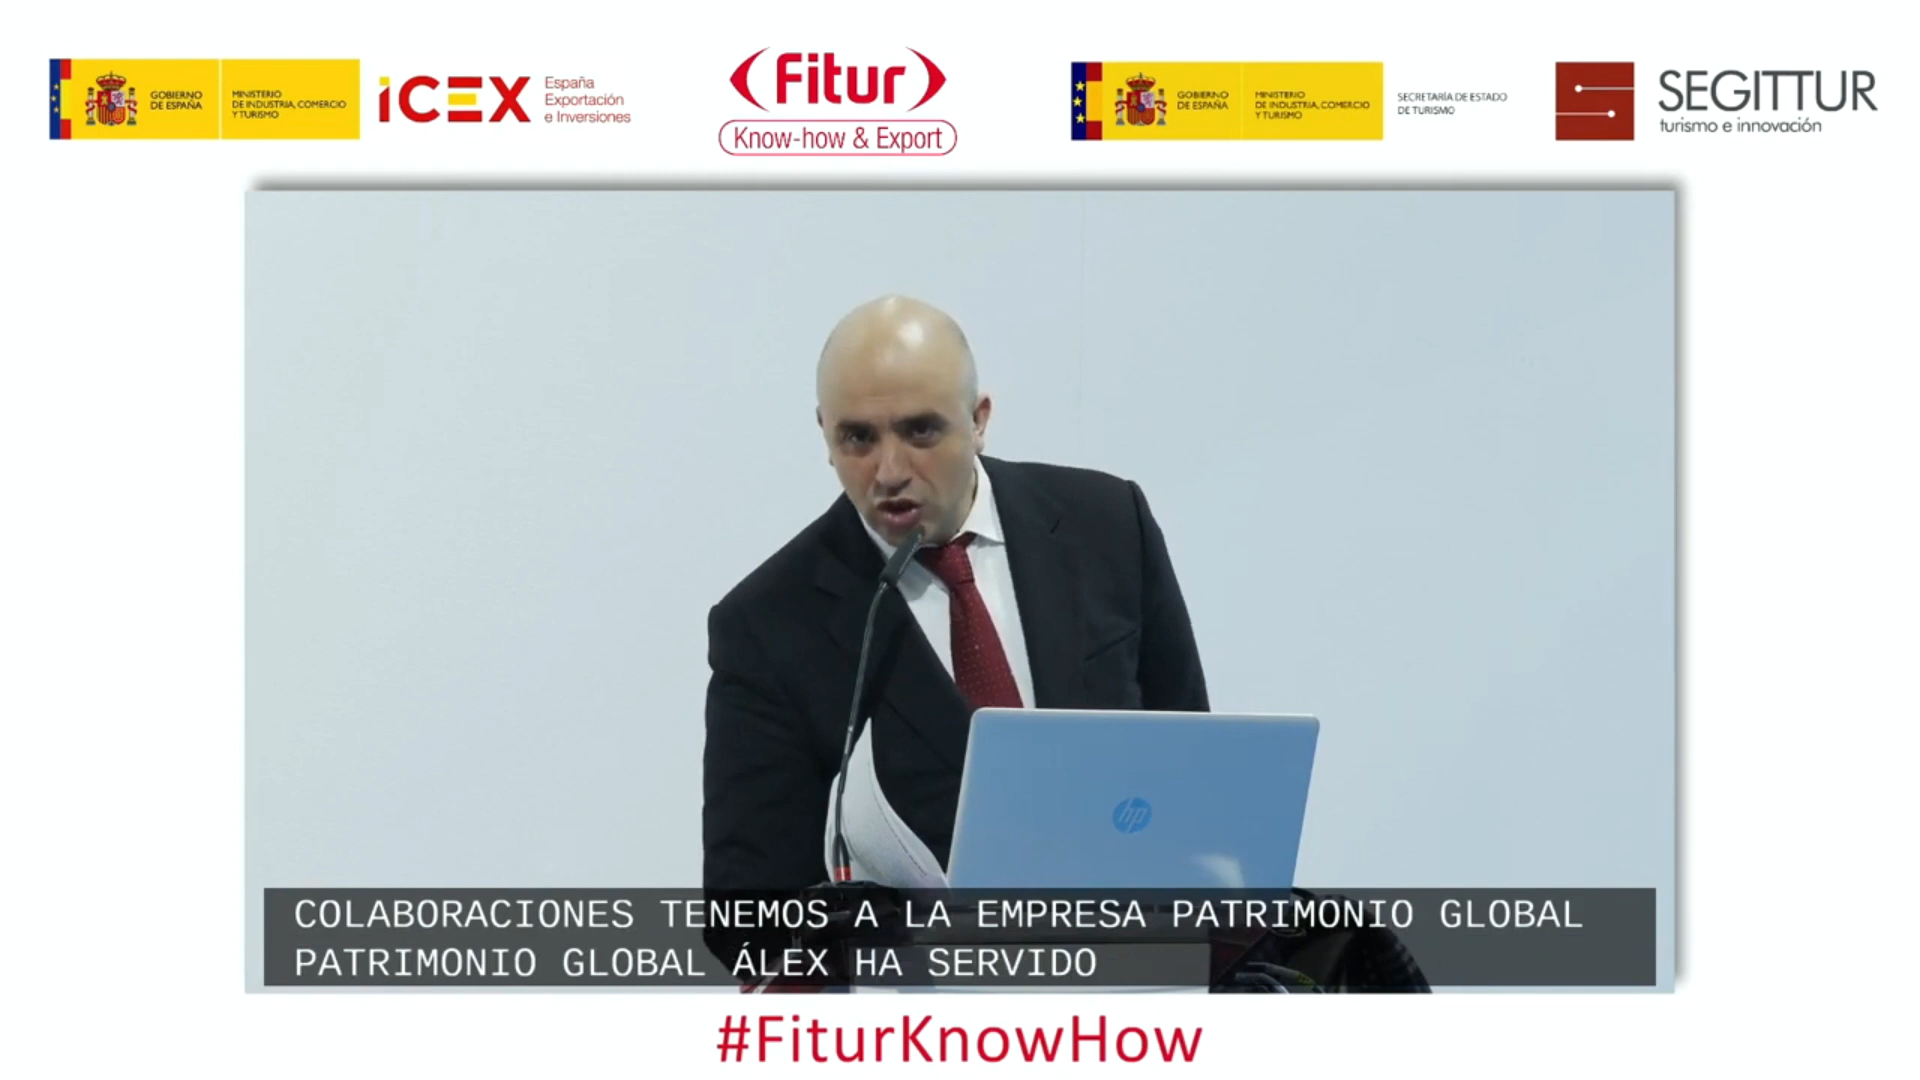 GOBIERNO
DE ESPAÑA
MINISTERIO
DE INDUSTRIA, COMERCIO
Y TURISMO
iCEX
España
Exportación
e Inversiones
Fitur
Know-how & Export
GOBIERNO
DE ESPAÑA
MINISTERIO
DE INDUSTRIA, COMERCIO
Y TURISMO
SECRETARÍA DE ESTADO
DE TURISMO
SEGITTUR
turismo e innovación
hp
COLABORACIONES TENEMOS A LA EMPRESA PATRIMONIO GLOBAL
PATRIMONIO GLOBAL ÁLEX HA SERVIDO
#FiturKnowHow